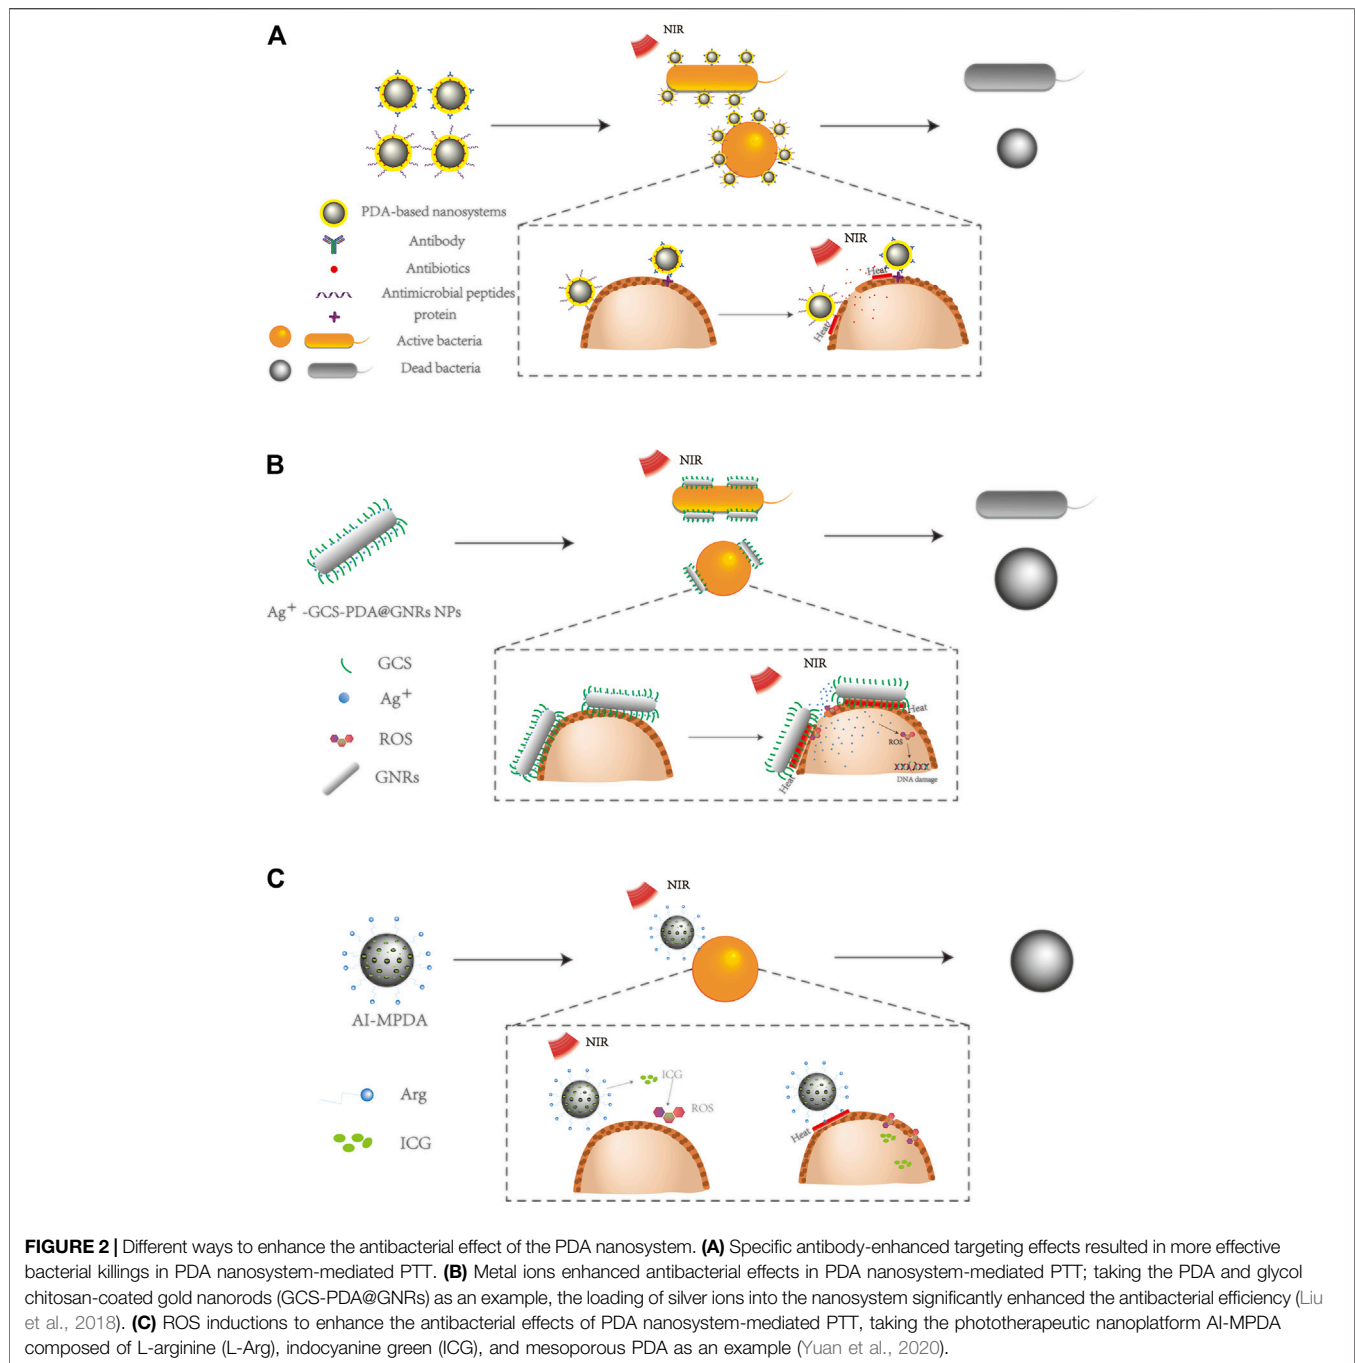 A
NIR
PDA-based nanosystems
Antibody
Antibiotics
Antimicrobial peptides
protein
Active bacteria
Dead bacteria
NIR
Heat
Heat
B
NIR
Ag+ -GCS-PDA@GNRs NPs
GCS
Ag+
ROS
GNRs
NIR
Heat
ROS
DNA damage
Heat
C
NIR
AI-MPDA
Arg
ICG
NIR
ICG
ROS
Heat
FIGURE 2 | Different ways to enhance the antibacterial effect of the PDA nanosystem. (A) Specific antibody-enhanced targeting effects resulted in more effective
bacterial killings in PDA nanosystem-mediated PTT. (B) Metal ions enhanced antibacterial effects in PDA nanosystem-mediated PTT; taking the PDA and glycol
chitosan-coated gold nanorods (GCS-PDA@GNRs) as an example, the loading of silver ions into the nanosystem significantly enhanced the antibacterial efficiency (Liu
et al., 2018). (C) ROS inductions to enhance the antibacterial effects of PDA nanosystem-mediated PTT, taking the phototherapeutic nanoplatform AI-MPDA
composed of L-arginine (L-Arg), indocyanine green (ICG), and mesoporous PDA as an example (Yuan et al., 2020).